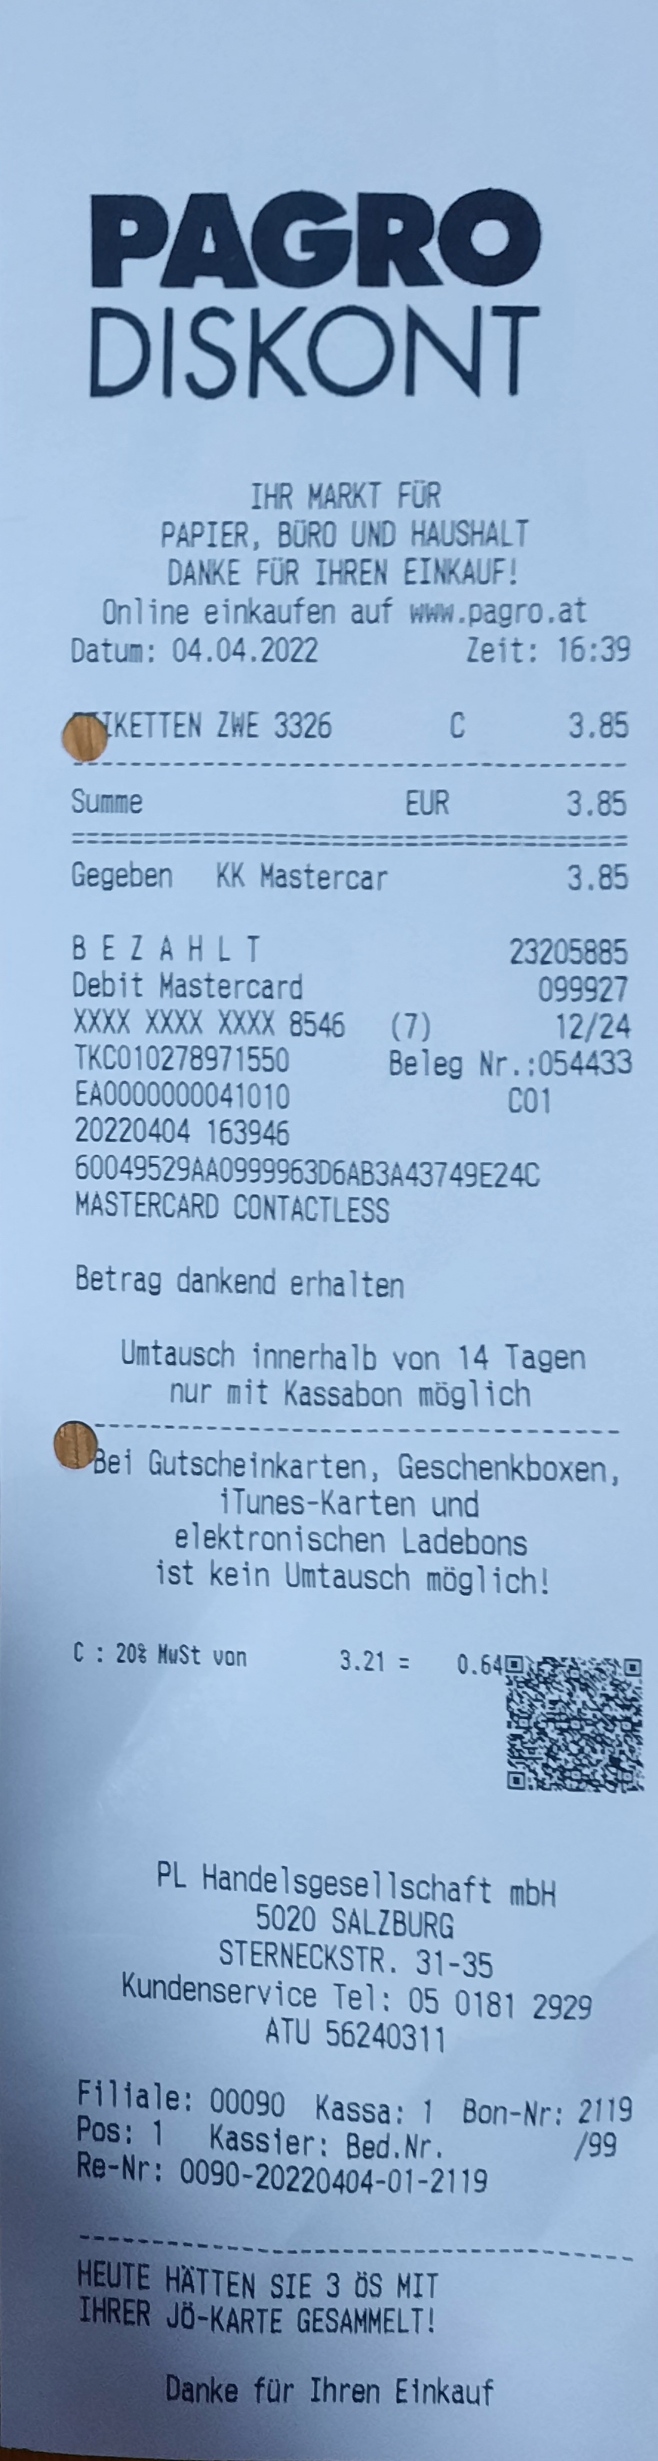 PAGRO
DISKONT
IHR MARKT FÜR
PAPIER, BÜRO UND HAUSHALT
DANKE FÜR IHREN EINKAUF!
Online einkaufen auf www.pagro.at
Datum: 04.04.2022 Zeit: 16:39
IKETTEN ZWE 3326 C 3.85
Summe EUR 3.85
Gegeben KK Mastercar 3.85
B E Z A H L T 23205885
Debit Mastercard 099927
XXXX XXXX XXXX 8546 (7) 12/24
TKC010278971550 Beleg Nr.:054433
EA0000000041010 C01
20220404 163946
60049529AA0999963D6AB3A43749E24C
MASTERCARD CONTACTLESS
Betrag dankend erhalten
Umtausch innerhalb von 14 Tagen
nur mit Kassabon möglich
Bei Gutscheinkarten, Geschenkboxen,
iTunes-Karten und
elektronischen Ladebons
ist kein Umtausch möglich!
C : 20% MwSt von 3.21 = 0.64
PL Handelsgesellschaft mbH
5020 SALZBURG
STERNECKSTR. 31-35
Kundenservice Tel: 05 0181 2929
ATU 56240311
Filiale: 00090 Kassa: 1 Bon-Nr: 2119
Pos: 1 Kassier: Bed.Nr. /99
Re-Nr: 0090-20220404-01-2119
HEUTE HÄTTEN SIE 3 öS MIT
IHRER JÖ-KARTE GESAMMELT!
Danke für Ihren Einkauf